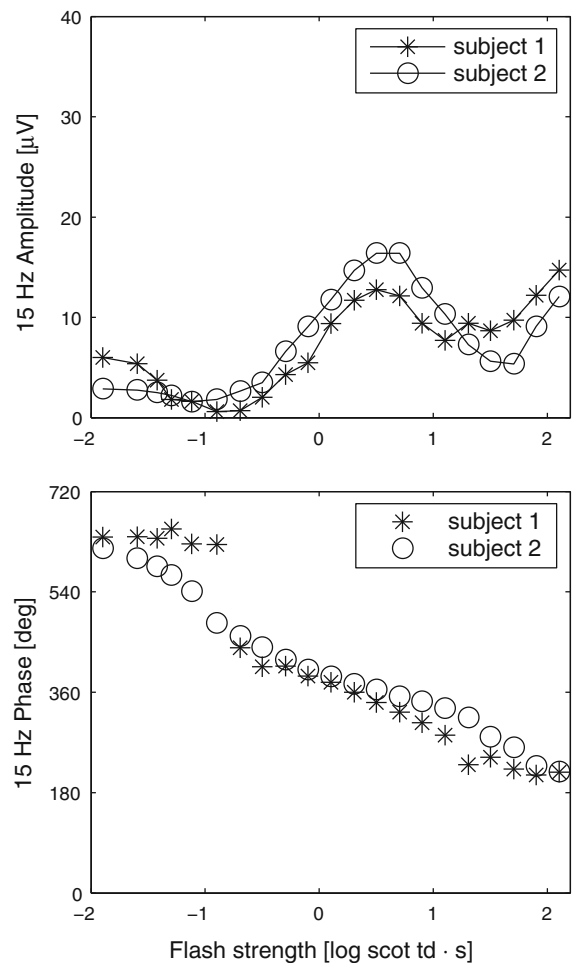 40
30
20
10
0
15 Hz Amplitude [μV]
subject 1
subject 2
−2 −1 0 1 2
720
540
360
180
0
15 Hz Phase [deg]
subject 1
subject 2
−2 −1 0 1 2
Flash strength [log scot td · s]